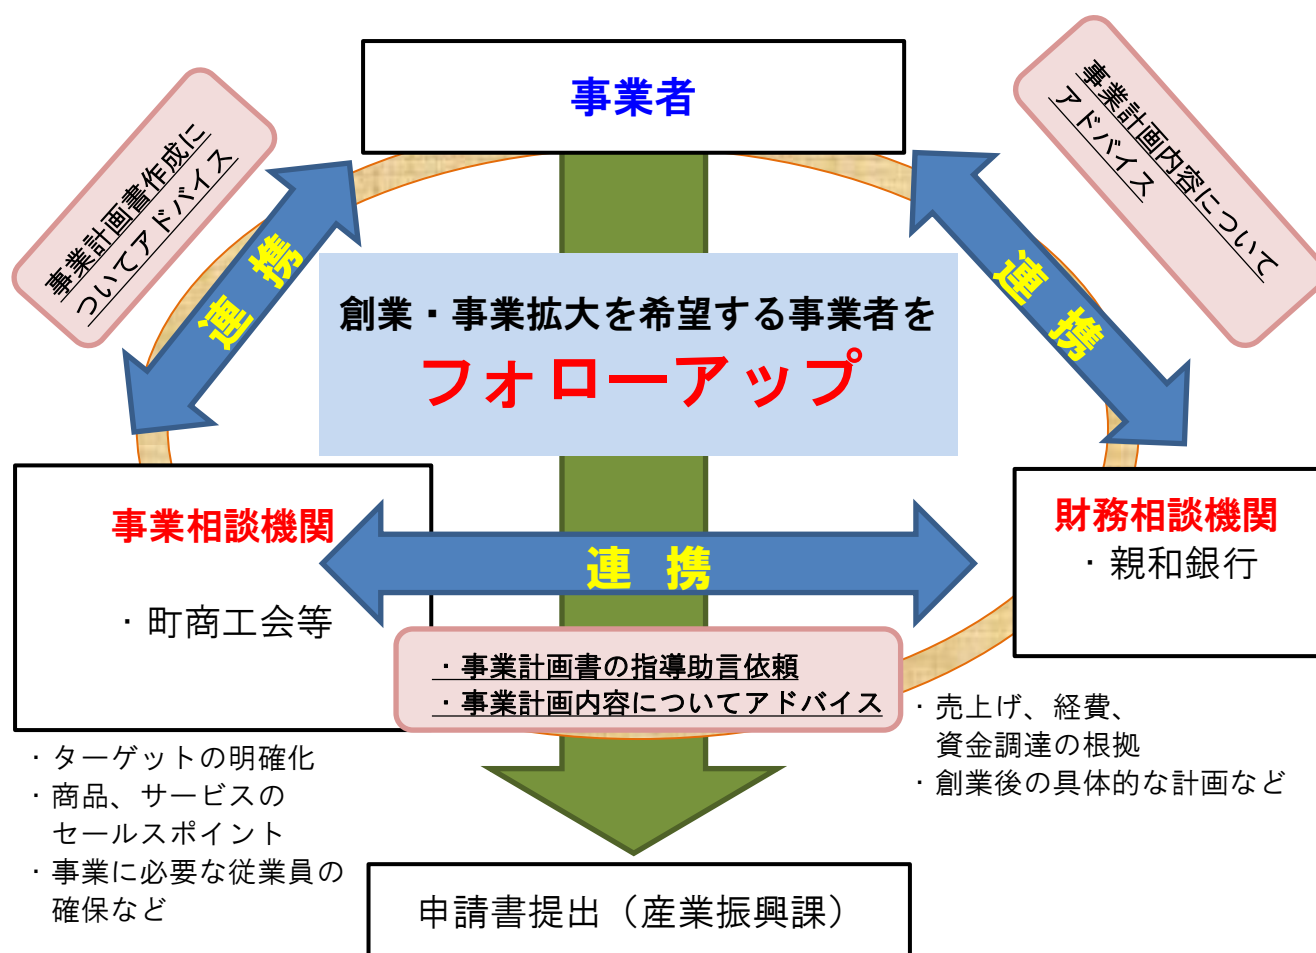 事業者
事業計画書作成に
ついてアドバイス
事業計画内容について
アドバイス
連携
連携
創業・事業拡大を希望する事業者を
フォローアップ
事業相談機関
・町商工会等
連携
財務相談機関
・親和銀行
・事業計画書の指導助言依頼
・事業計画内容についてアドバイス
・ターゲットの明確化
・商品、サービスの
セールスポイント
・事業に必要な従業員の
確保など
・売上げ、経費、
資金調達の根拠
・創業後の具体的な計画など
申請書提出（産業振興課）